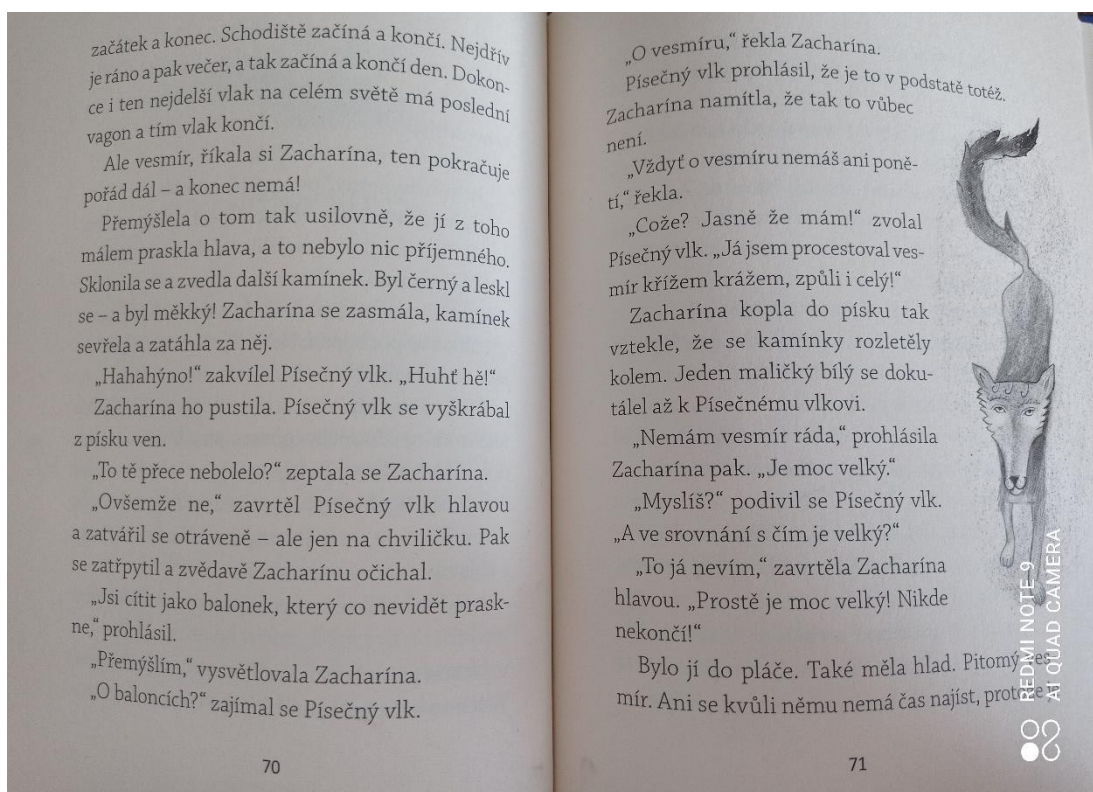 začátek a konec. Schodiště začíná a končí. Nejdřív
je ráno a pak večer, a tak začíná a končí den. Dokon-
ce i ten nejdelší vlak na celém světě má poslední
vagon a tím vlak končí.
Ale vesmír, říkala si Zacharína, ten pokračuje
pořád dál – a konec nemá!
Přemýšlela o tom tak usilovně, že jí z toho
málem praskla hlava, a to nebylo nic příjemného.
Sklonila se a zvedla další kamínek. Byl černý a leskl
se – a byl měkký! Zacharína se zasmála, kamínek
sevřela a zatáhla za něj.
„Hahahýno!“ zakvílel Písečný vlk. „Huhť hě!“
Zacharína ho pustila. Písečný vlk se vyškrábal
z písku ven.
„To tě přece nebolelo?“ zeptala se Zacharína.
„Ovšemže ne,“ zavrtěl Písečný vlk hlavou
a zatvářil se otráveně – ale jen na chviličku. Pak
se zatřpytil a zvědavě Zacharínu očichal.
„Jsi cítit jako balonek, který co nevidět prask-
ne,“ prohlásil.
„Přemýšlím,“ vysvětlovala Zacharína.
„O baloncích?“ zajímal se Písečný vlk.
70
„O vesmíru,“ řekla Zacharína.
Písečný vlk prohlásil, že je to v podstatě totéž.
Zacharína namítla, že tak to vůbec
není.
„Vždyť o vesmíru nemáš ani poně-
tí,“ řekla.
„Cože? Jasně že mám!“ zvolal
Písečný vlk. „Já jsem procestoval ves-
mír křížem krážem, způli i celý!“
Zacharína kopla do písku tak
vztekle, že se kamínky rozletěly
kolem. Jeden maličký bílý se doku-
tálel až k Písečnému vlkovi.
„Nemám vesmír ráda,“ prohlásila
Zacharína pak. „Je moc velký.“
„Myslíš?“ podivil se Písečný vlk.
„A ve srovnání s čím je velký?“
„To já nevím,“ zavrtěla Zacharína
hlavou. „Prostě je moc velký! Nikde
nekončí!“
Bylo jí do pláče. Také měla hlad. Pitomý ves-
mír. Ani se kvůli němu nemá čas najíst, protože
71
REDMI NOTE 9
AI QUAD CAMERA